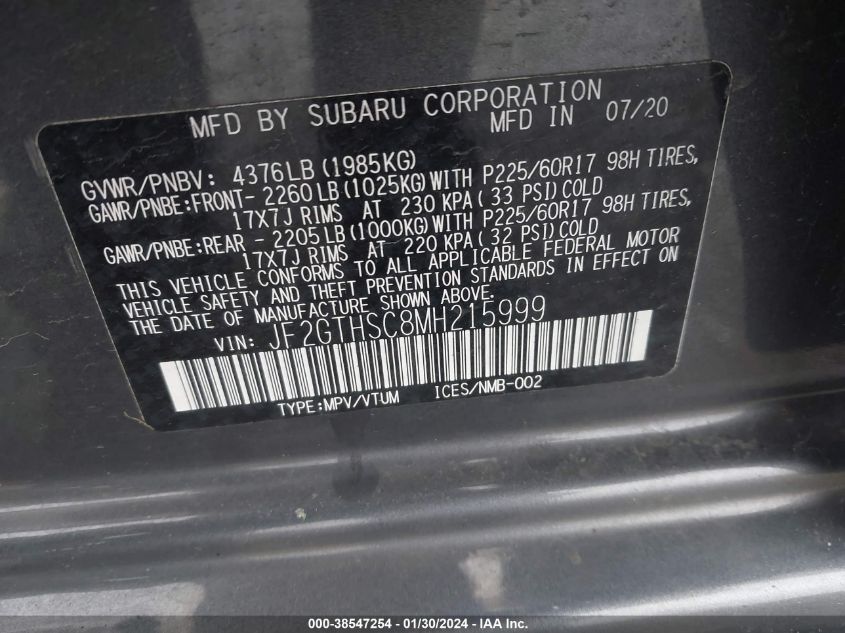 MFD BY SUBARU CORPORATION
MFD IN 07/20
GVWR/PNBV: 4376LB(1985KG)
GAWR/PNBE:FRONT-2260LB(1025KG)WITH P225/60R17 98H TIRES,
17X7J RIMS AT 230 KPA(33 PSI)COLD
GAWR/PNBE:REAR - 2205LB(1000KG)WITH P225/60R17 98H TIRES,
17X7J RIMS AT 220 KPA(32 PSI)COLD
THIS VEHICLE CONFORMS TO ALL APPLICABLE FEDERAL MOTOR
VEHICLE SAFETY AND THEFT PREVENTION STANDARDS IN EFFECT ON
THE DATE OF MANUFACTURE SHOWN ABOVE.
VIN: JF2GTHSC8MH215999
TYPE:MPV/VTUM ICES/NMB-002
000-38547254 - 01/30/2024 - IAA Inc.